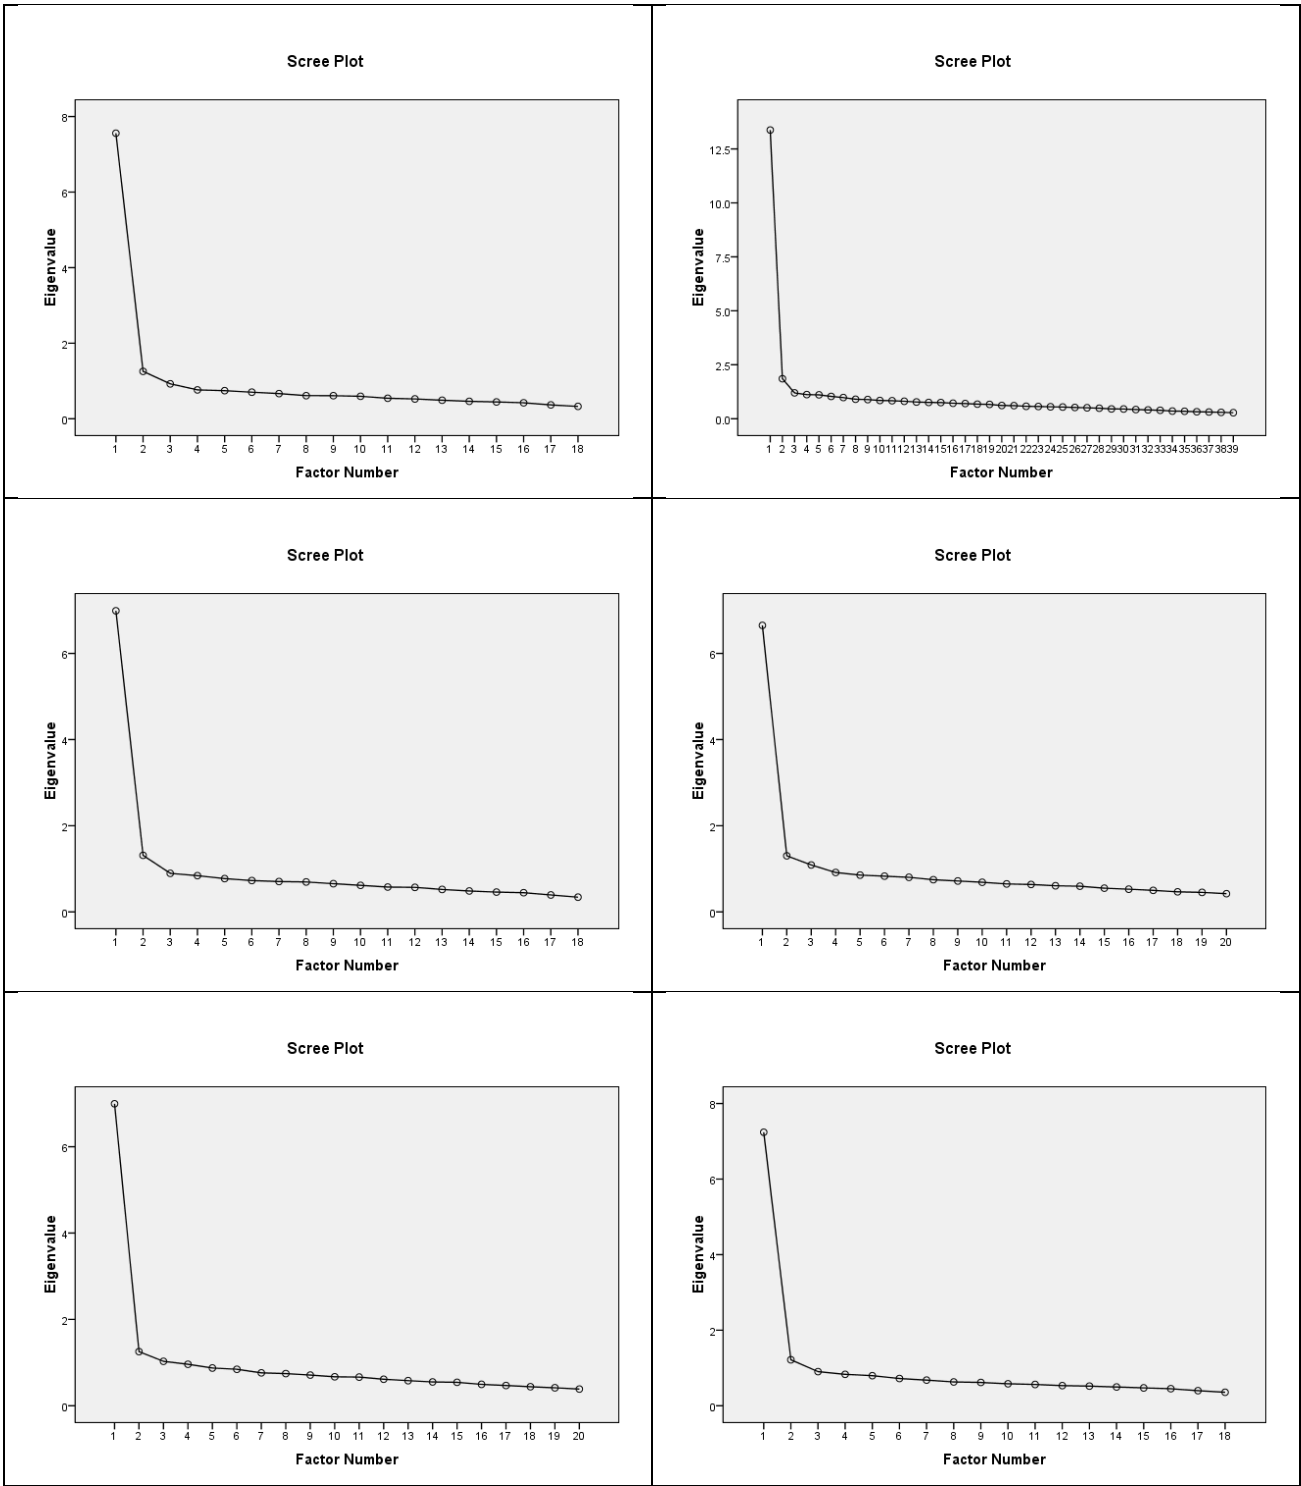 Scree Plot
8
6
4
2
0
Eigenvalue
1 2 3 4 5 6 7 8 9 10 11 12 13 14 15 16 17 18
Factor Number
Scree Plot
12.5
10.0
7.5
5.0
2.5
0.0
Eigenvalue
1 2 3 4 5 6 7 8 9 10 11 12 13 14 15 16 17 18 19 20 21 22 23 24 25 26 27 28 29 30 31 32 33 34 35 36 37 38 39
Factor Number
Scree Plot
6
4
2
0
Eigenvalue
1 2 3 4 5 6 7 8 9 10 11 12 13 14 15 16 17 18
Factor Number
Scree Plot
6
4
2
0
Eigenvalue
1 2 3 4 5 6 7 8 9 10 11 12 13 14 15 16 17 18 19 20
Factor Number
Scree Plot
6
4
2
0
Eigenvalue
1 2 3 4 5 6 7 8 9 10 11 12 13 14 15 16 17 18 19 20
Factor Number
Scree Plot
8
6
4
2
0
Eigenvalue
1 2 3 4 5 6 7 8 9 10 11 12 13 14 15 16 17 18
Factor Number